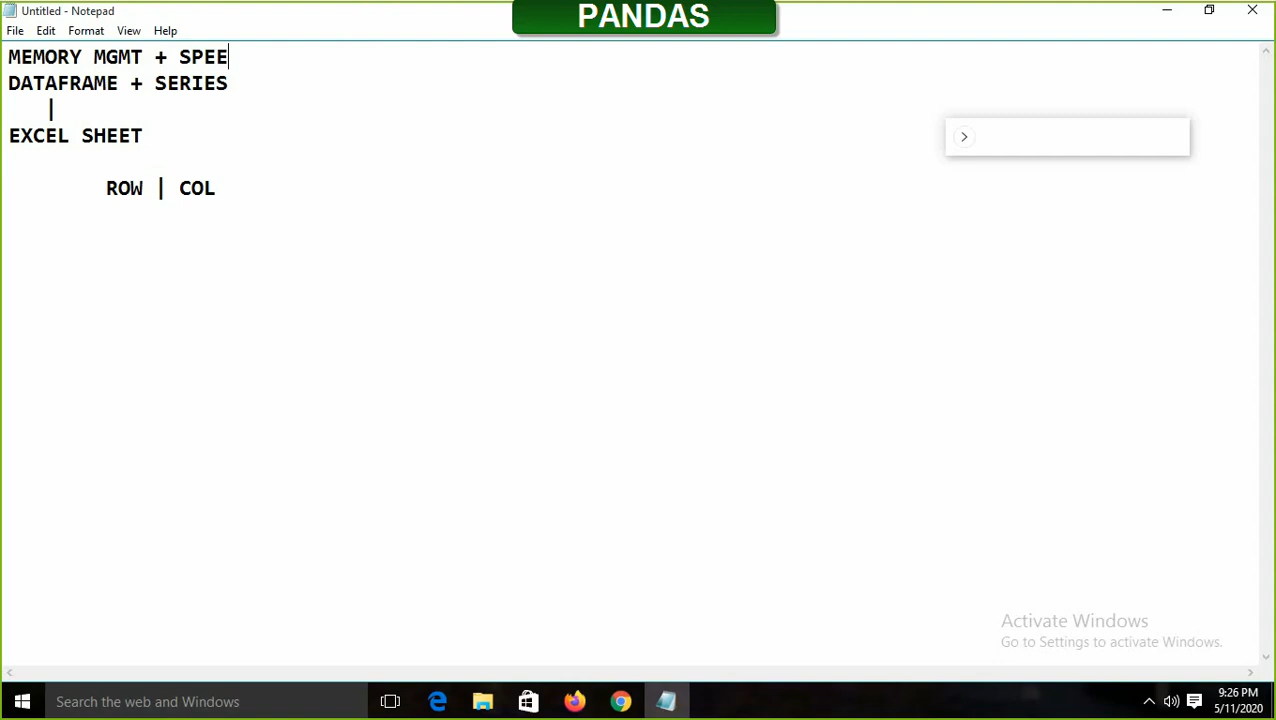 Untitled - Notepad
PANDAS
File Edit Format View Help
MEMORY MGMT + SPEE
DATAFRAME + SERIES
|
EXCEL SHEET
ROW | COL
Activate Windows
Go to Settings to activate Windows.
Search the web and Windows
9:26 PM
5/11/2020